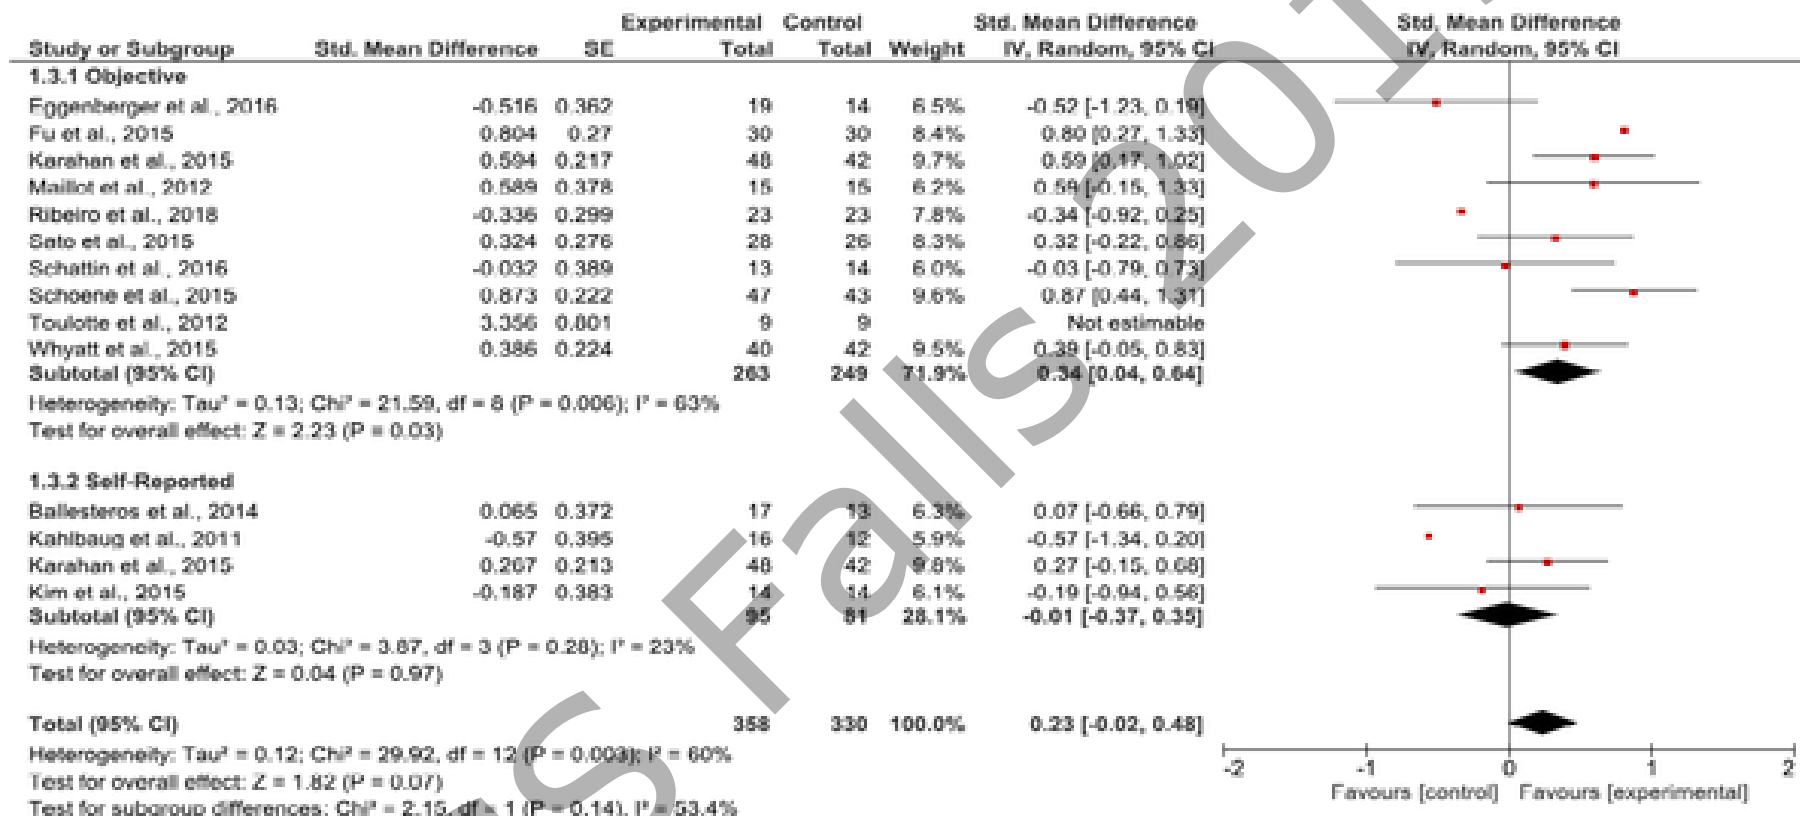 Experimental Control Std. Mean Difference Std. Mean Difference
Study or Subgroup Std. Mean Difference SE Total Total Weight IV, Random, 95% CI IV, Random, 95% CI
1.3.1 Objective
Eggenberger et al., 2016 -0.516 0.362 19 14 6.5% -0.52 [-1.23, 0.19]
Fu et al., 2015 0.804 0.27 30 30 8.4% 0.80 [0.27, 1.33]
Karahan et al., 2015 0.594 0.217 48 42 9.7% 0.59 [0.17, 1.02]
Maillot et al., 2012 0.589 0.378 15 15 6.2% 0.59 [-0.15, 1.33]
Ribeiro et al., 2018 -0.336 0.299 23 23 7.8% -0.34 [-0.92, 0.25]
Sato et al., 2015 0.324 0.276 28 26 8.3% 0.32 [-0.22, 0.86]
Schattin et al., 2016 -0.032 0.389 13 14 6.0% -0.03 [-0.79, 0.73]
Schoene et al., 2015 0.873 0.222 47 43 9.6% 0.87 [0.44, 1.31]
Toulotte et al., 2012 3.356 0.801 9 9 Not estimable
Whyatt et al., 2015 0.386 0.224 40 42 9.5% 0.39 [-0.05, 0.83]
Subtotal (95% CI) 263 249 71.9% 0.34 [0.04, 0.64]
Heterogeneity: Tau² = 0.13; Chi² = 21.59, df = 8 (P = 0.006); I² = 63%
Test for overall effect: Z = 2.23 (P = 0.03)
1.3.2 Self-Reported
Ballesteros et al., 2014 0.065 0.372 17 13 6.3% 0.07 [-0.66, 0.79]
Kahlbaug et al., 2011 -0.57 0.395 16 12 5.9% -0.57 [-1.34, 0.20]
Karahan et al., 2015 0.267 0.213 48 42 9.8% 0.27 [-0.15, 0.68]
Kim et al., 2015 -0.187 0.383 14 14 6.1% -0.19 [-0.94, 0.56]
Subtotal (95% CI) 95 81 28.1% -0.01 [-0.37, 0.35]
Heterogeneity: Tau² = 0.03; Chi² = 3.87, df = 3 (P = 0.28); I² = 23%
Test for overall effect: Z = 0.04 (P = 0.97)
Total (95% CI) 358 330 100.0% 0.23 [-0.02, 0.48]
Heterogeneity: Tau² = 0.12; Chi² = 29.92, df = 12 (P = 0.003); I² = 60%
Test for overall effect: Z = 1.82 (P = 0.07)
Test for subgroup differences: Chi² = 2.15, df = 1 (P = 0.14), I² = 53.4%
-2 -1 0 1 2
Favours [control] Favours [experimental]
Falls 201